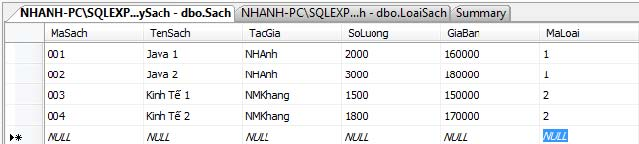 NHANH-PC\SQLEXP...ySach - dbo.Sach NHANH-PC\SQLEXP...h - dbo.LoaiSach Summary
MaSach TenSach TacGia SoLuong GiaBan MaLoai
001 Java 1 NHAnh 2000 160000 1
002 Java 2 NHAnh 3000 180000 1
003 Kinh Tế 1 NMKhang 1500 150000 2
004 Kinh Tế 2 NMKhang 1800 170000 2
NULL NULL NULL NULL NULL NULL